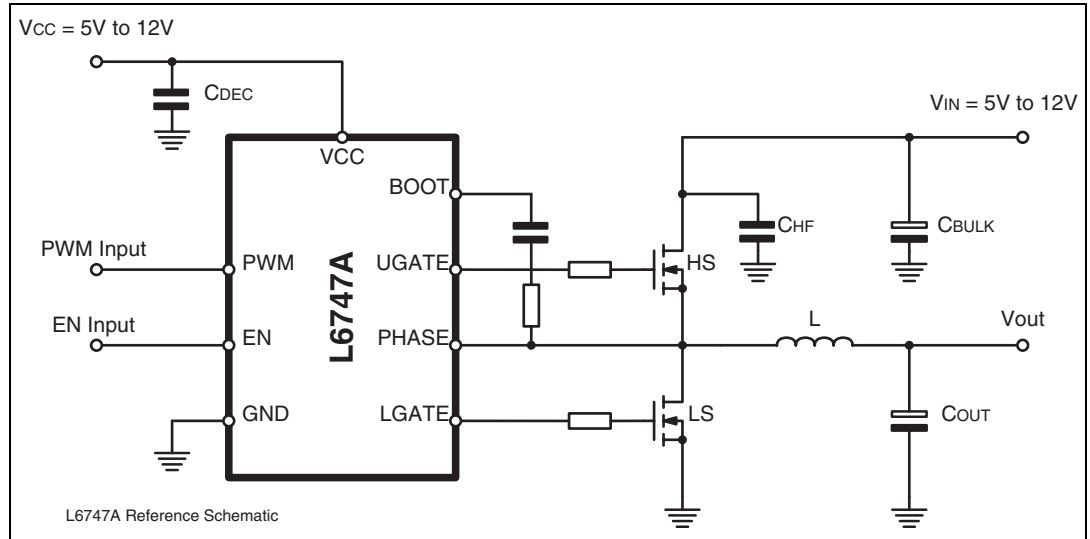 VCC = 5V to 12V
CDEC
VIN = 5V to 12V
VCC
BOOT
CHF
CBULK
PWM Input
PWM
UGATE
HS
L6747A
EN Input
EN
PHASE
L
Vout
GND
LGATE
LS
COUT
L6747A Reference Schematic